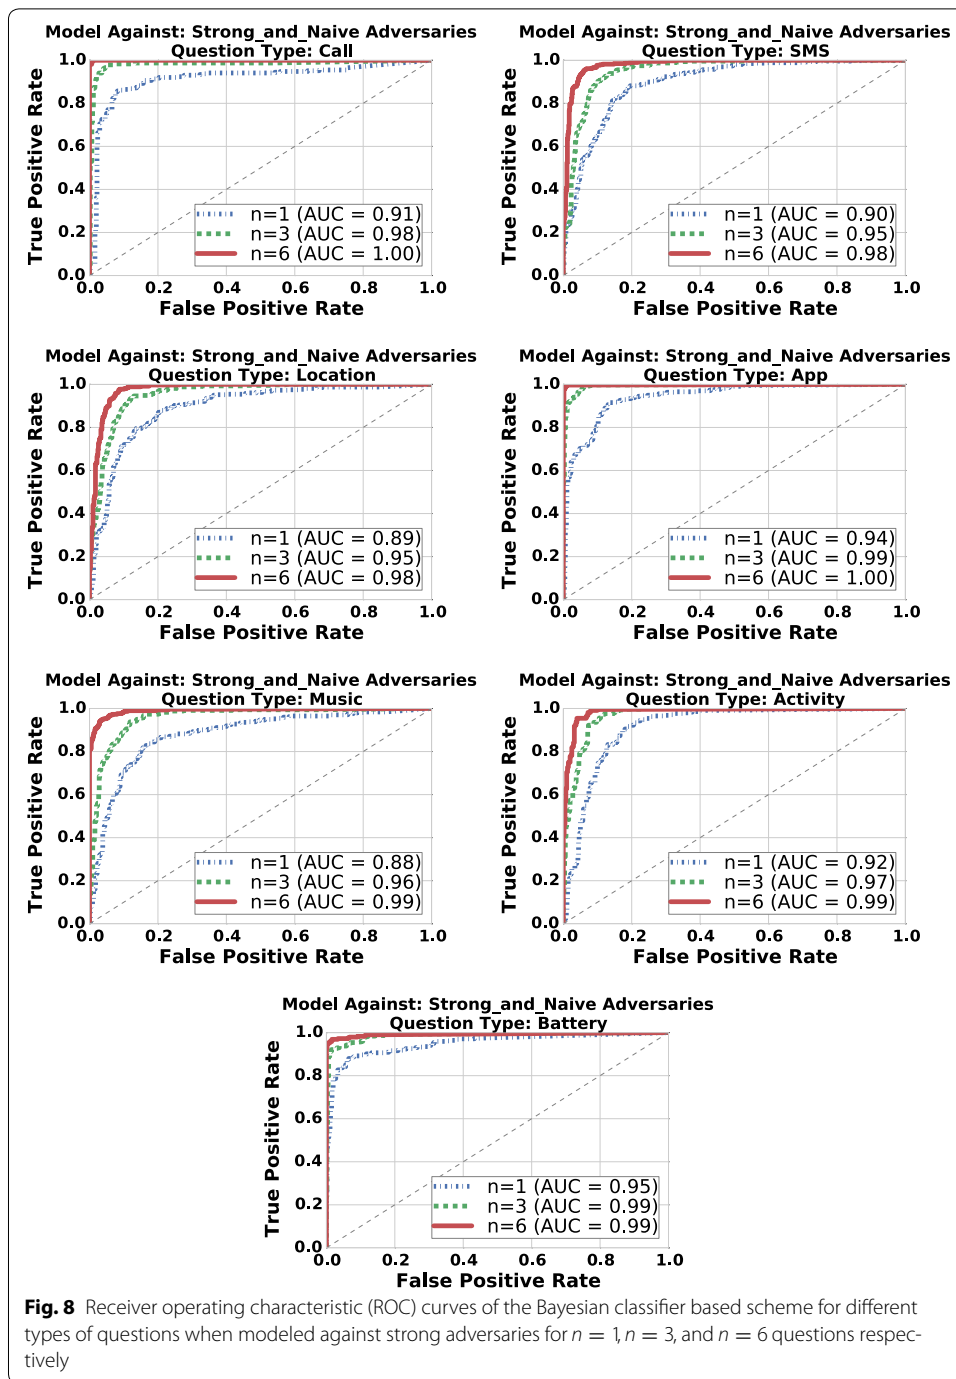 Model Against: Strong_and_Naive Adversaries
Question Type: Call
True Positive Rate
1.0
0.8
0.6
0.4
0.2
0.0
n=1 (AUC = 0.91)
n=3 (AUC = 0.98)
n=6 (AUC = 1.00)
0.0 0.2 0.4 0.6 0.8 1.0
False Positive Rate
Model Against: Strong_and_Naive Adversaries
Question Type: SMS
True Positive Rate
1.0
0.8
0.6
0.4
0.2
0.0
n=1 (AUC = 0.90)
n=3 (AUC = 0.95)
n=6 (AUC = 0.98)
0.0 0.2 0.4 0.6 0.8 1.0
False Positive Rate
Model Against: Strong_and_Naive Adversaries
Question Type: Location
True Positive Rate
1.0
0.8
0.6
0.4
0.2
0.0
n=1 (AUC = 0.89)
n=3 (AUC = 0.95)
n=6 (AUC = 0.98)
0.0 0.2 0.4 0.6 0.8 1.0
False Positive Rate
Model Against: Strong_and_Naive Adversaries
Question Type: App
True Positive Rate
1.0
0.8
0.6
0.4
0.2
0.0
n=1 (AUC = 0.94)
n=3 (AUC = 0.99)
n=6 (AUC = 1.00)
0.0 0.2 0.4 0.6 0.8 1.0
False Positive Rate
Model Against: Strong_and_Naive Adversaries
Question Type: Music
True Positive Rate
1.0
0.8
0.6
0.4
0.2
0.0
n=1 (AUC = 0.88)
n=3 (AUC = 0.96)
n=6 (AUC = 0.99)
0.0 0.2 0.4 0.6 0.8 1.0
False Positive Rate
Model Against: Strong_and_Naive Adversaries
Question Type: Activity
True Positive Rate
1.0
0.8
0.6
0.4
0.2
0.0
n=1 (AUC = 0.92)
n=3 (AUC = 0.97)
n=6 (AUC = 0.99)
0.0 0.2 0.4 0.6 0.8 1.0
False Positive Rate
Model Against: Strong_and_Naive Adversaries
Question Type: Battery
True Positive Rate
1.0
0.8
0.6
0.4
0.2
0.0
n=1 (AUC = 0.95)
n=3 (AUC = 0.99)
n=6 (AUC = 0.99)
0.0 0.2 0.4 0.6 0.8 1.0
False Positive Rate
Fig. 8 Receiver operating characteristic (ROC) curves of the Bayesian classifier based scheme for different
types of questions when modeled against strong adversaries for n = 1, n = 3, and n = 6 questions respec-
tively